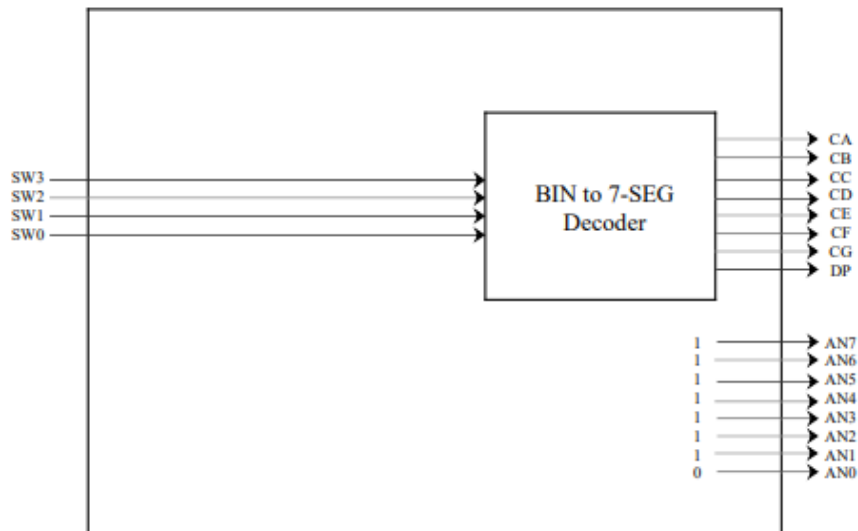 SW3
SW2
SW1
SW0
BIN to 7-SEG
Decoder
CA
CB
CC
CD
CE
CF
CG
DP
1 AN7
1 AN6
1 AN5
1 AN4
1 AN3
1 AN2
1 AN1
0 AN0